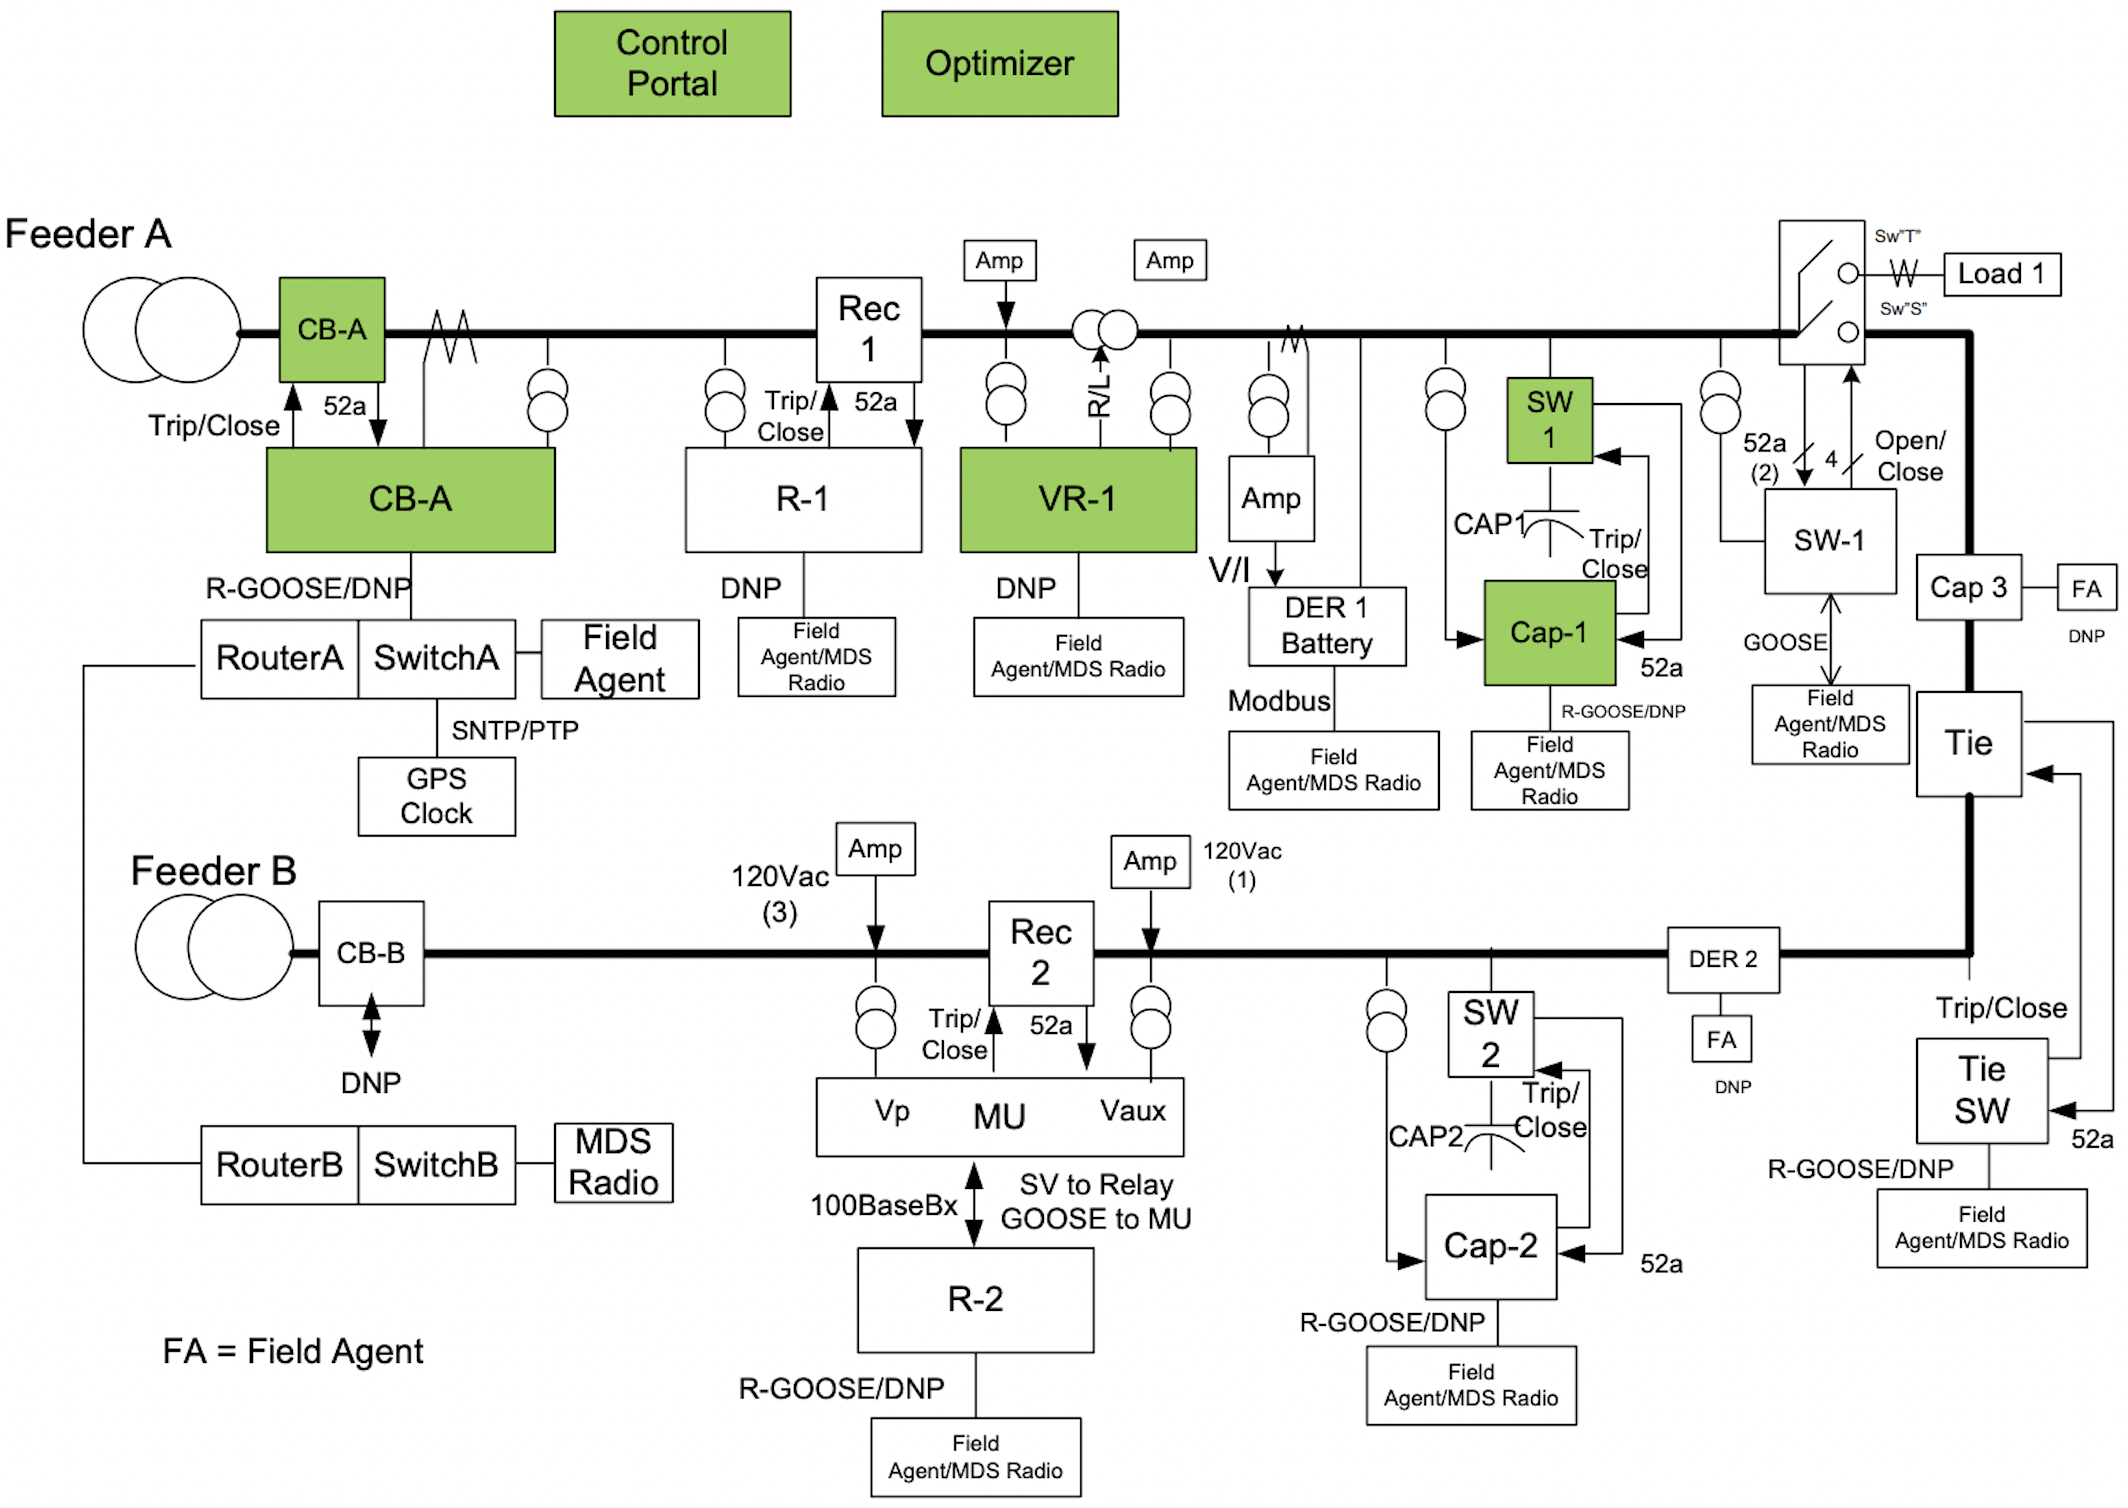 Control
Portal
Optimizer
Feeder A
CB-A
Trip/Close
52a
CB-A
R-GOOSE/DNP
RouterA
SwitchA
Field
Agent
SNTP/PTP
GPS
Clock
Rec
1
Trip/
Close
52a
R-1
DNP
Field
Agent/MDS
Radio
Amp
Amp
R/L
VR-1
DNP
Field
Agent/MDS Radio
Amp
V/I
DER 1
Battery
Modbus
Field
Agent/MDS Radio
SW
1
CAP1
Trip/
Close
Cap-1
52a
R-GOOSE/DNP
Field
Agent/MDS
Radio
Sw"T"
Load 1
Sw"S"
52a
(2)
4
Open/
Close
SW-1
GOOSE
Field
Agent/MDS
Radio
Cap 3
FA
DNP
Tie
Feeder B
CB-B
DNP
RouterB
SwitchB
MDS
Radio
120Vac
(3)
Amp
Amp
120Vac
(1)
Rec
2
Trip/
Close
52a
Vp
MU
Vaux
100BaseBx
SV to Relay
GOOSE to MU
R-2
R-GOOSE/DNP
Field
Agent/MDS Radio
SW
2
CAP2
Trip/
Close
Cap-2
52a
R-GOOSE/DNP
Field
Agent/MDS Radio
DER 2
FA
DNP
Trip/Close
Tie
SW
52a
R-GOOSE/DNP
Field
Agent/MDS Radio
FA = Field Agent